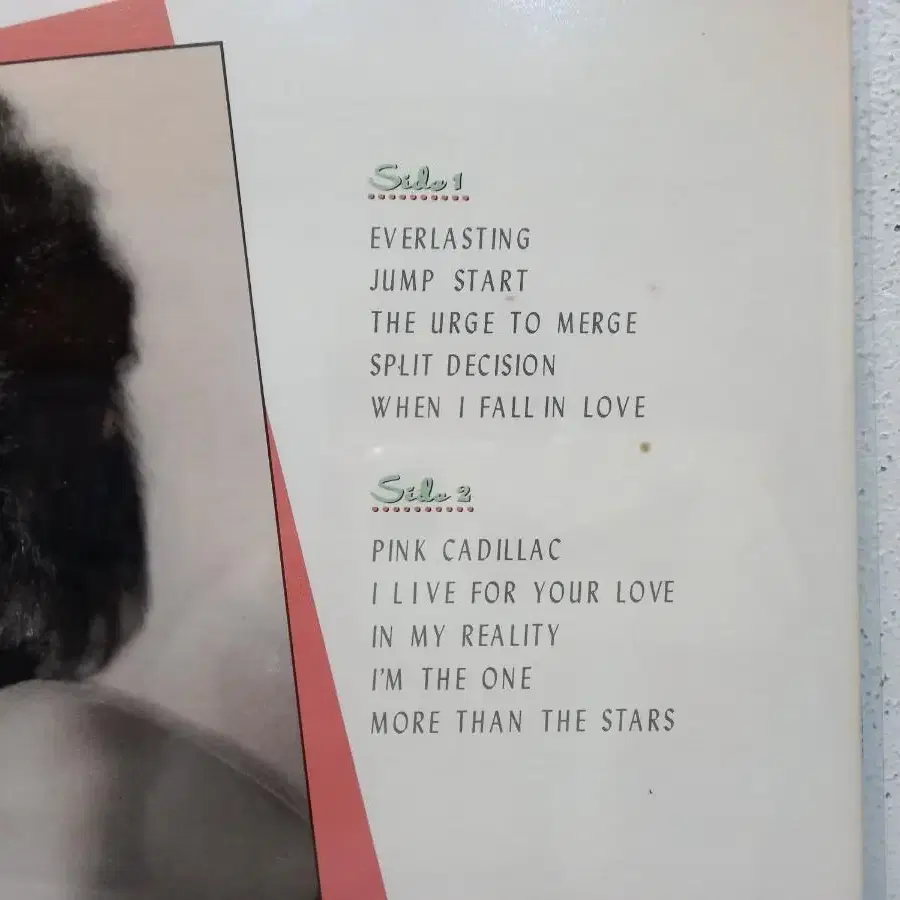 Side 1
EVERLASTING
JUMP START
THE URGE TO MERGE
SPLIT DECISION
WHEN I FALL IN LOVE
Side 2
PINK CADILLAC
I LIVE FOR YOUR LOVE
IN MY REALITY
I'M THE ONE
MORE THAN THE STARS